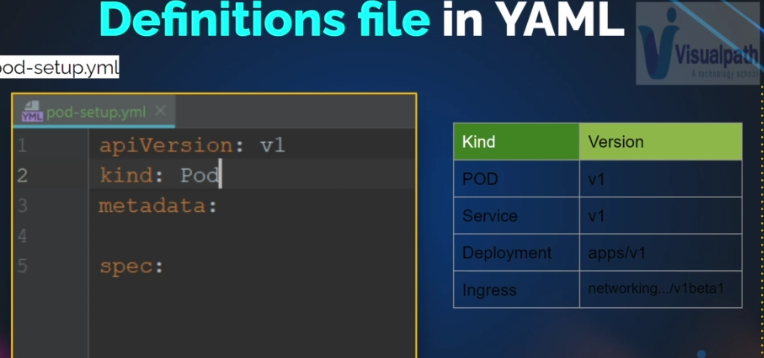 Definitions file in YAML
Visualpath
A technology school
pod-setup.yml
YML pod-setup.yml ×
1 apiVersion: v1
2 kind: Pod
3 metadata:
4
5 spec:
Kind Version
POD v1
Service v1
Deployment apps/v1
Ingress networking.../v1beta1